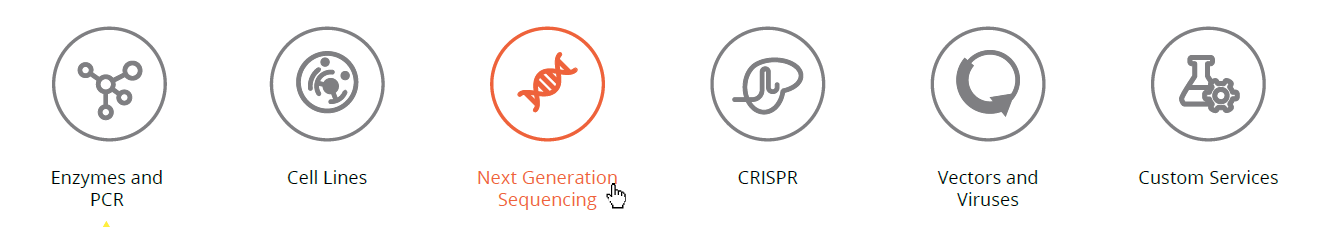 Enzymes and
PCR
Cell Lines
Next Generation
Sequencing
CRISPR
Vectors and
Viruses
Custom Services